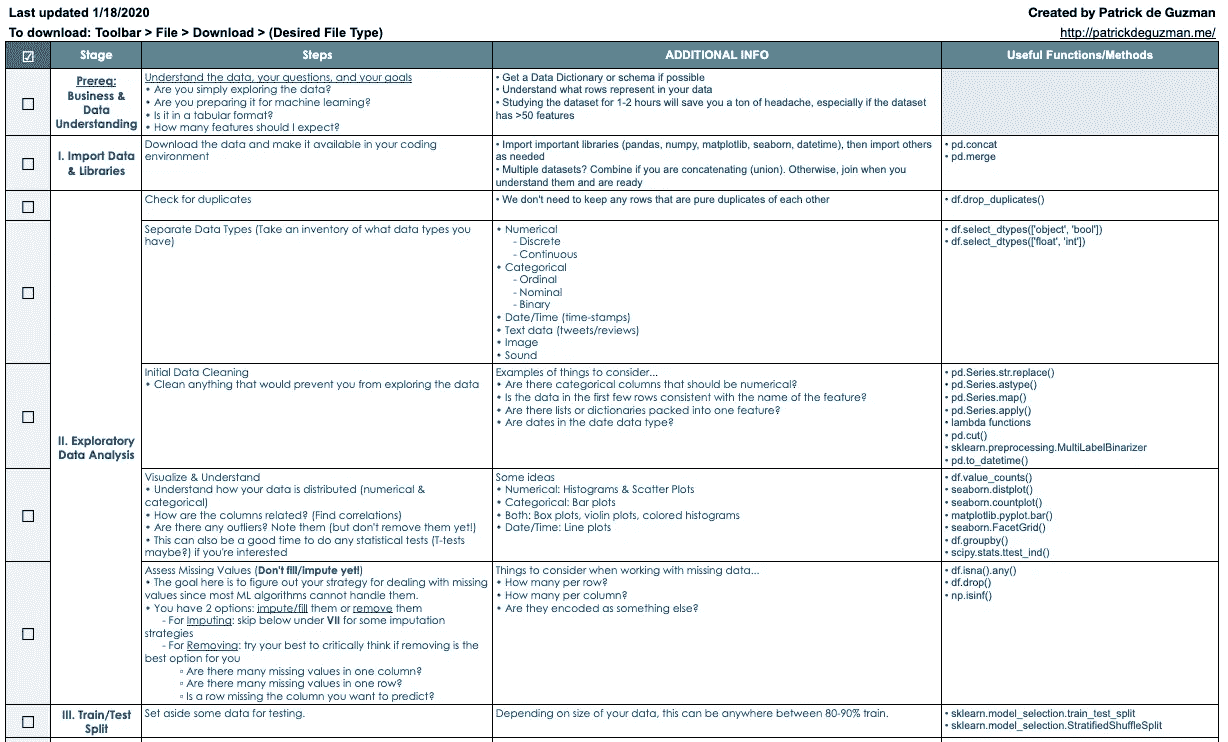 Last updated 1/18/2020
Created by Patrick de Guzman
To download: Toolbar > File > Download > (Desired File Type)
http://patrickdeguzman.me/
☑ Stage Steps ADDITIONAL INFO Useful Functions/Methods
Prereq:
Business &
Data
Understanding
Understand the data, your questions, and your goals
• Are you simply exploring the data?
• Are you preparing it for machine learning?
• Is it in a tabular format?
• How many features should I expect?
• Get a Data Dictionary or schema if possible
• Understand what rows represent in your data
• Studying the dataset for 1-2 hours will save you a ton of headache, especially if the dataset
has >50 features
I. Import Data
& Libraries
Download the data and make it available in your coding
environment
• Import important libraries (pandas, numpy, matplotlib, seaborn, datetime), then import others
as needed
• Multiple datasets? Combine if you are concatenating (union). Otherwise, join when you
understand them and are ready
• pd.concat
• pd.merge
II. Exploratory
Data Analysis
Check for duplicates
• We don't need to keep any rows that are pure duplicates of each other
• df.drop_duplicates()
Separate Data Types (Take an inventory of what data types you
have)
• Numerical
- Discrete
- Continuous
• Categorical
- Ordinal
- Nominal
- Binary
• Date/Time (time-stamps)
• Text data (tweets/reviews)
• Image
• Sound
• df.select_dtypes(['object', 'bool'])
• df.select_dtypes(['float', 'int'])
Initial Data Cleaning
• Clean anything that would prevent you from exploring the data
Examples of things to consider...
• Are there categorical columns that should be numerical?
• Is the data in the first few rows consistent with the name of the feature?
• Are there lists or dictionaries packed into one feature?
• Are dates in the date data type?
• pd.Series.str.replace()
• pd.Series.astype()
• pd.Series.map()
• pd.Series.apply()
• lambda functions
• pd.cut()
• sklearn.preprocessing.MultiLabelBinarizer
• pd.to_datetime()
Visualize & Understand
• Understand how your data is distributed (numerical &
categorical)
• How are the columns related? (Find correlations)
• Are there any outliers? Note them (but don't remove them yet!)
• This can also be a good time to do any statistical tests (T-tests
maybe?) if you're interested
Some ideas
• Numerical: Histograms & Scatter Plots
• Categorical: Bar plots
• Both: Box plots, violin plots, colored histograms
• Date/Time: Line plots
• df.value_counts()
• seaborn.distplot()
• seaborn.countplot()
• matplotlib.pyplot.bar()
• seaborn.FacetGrid()
• df.groupby()
• scipy.stats.ttest_ind()
Assess Missing Values (Don't fill/impute yet!)
• The goal here is to figure out your strategy for dealing with missing
values since most ML algorithms cannot handle them.
• You have 2 options: impute/fill them or remove them
- For Imputing: skip below under VII for some imputation
strategies
- For Removing: try your best to critically think if removing is the
best option for you
▫ Are there many missing values in one column?
▫ Are there many missing values in one row?
▫ Is a row missing the column you want to predict?
Things to consider when working with missing data...
• How many per row?
• How many per column?
• Are they encoded as something else?
• df.isna().any()
• df.drop()
• np.isinf()
III. Train/Test
Split
Set aside some data for testing.
Depending on size of your data, this can be anywhere between 80-90% train.
• sklearn.model_selection.train_test_split
• sklearn.model_selection.StratifiedShuffleSplit